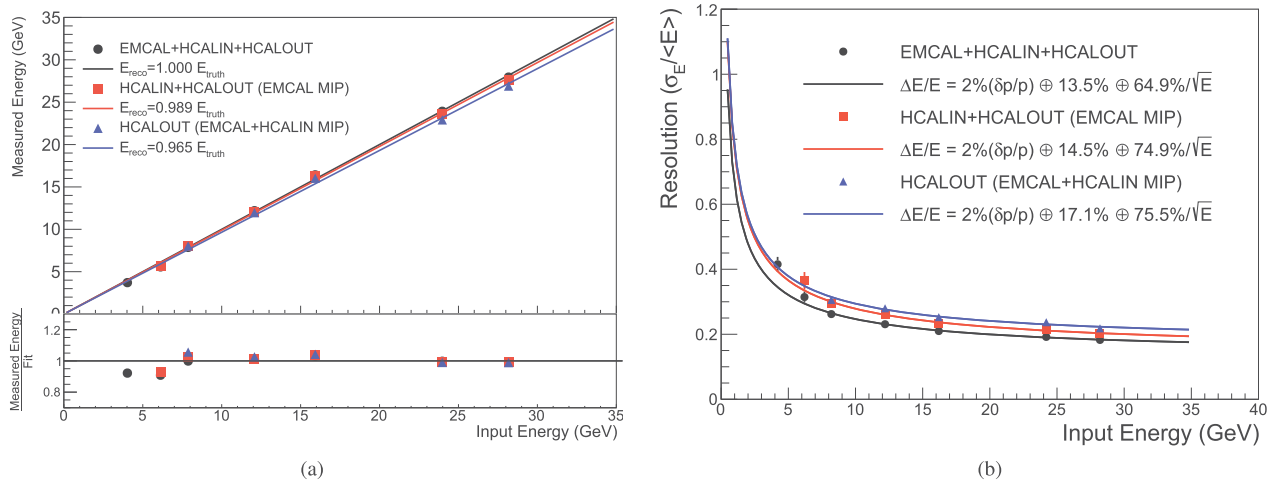 Measured Energy (GeV)
35
30
25
20
15
10
5
0
EMCAL+HCALIN+HCALOUT
E_reco=1.000 E_truth
HCALIN+HCALOUT (EMCAL MIP)
E_reco=0.989 E_truth
HCALOUT (EMCAL+HCALIN MIP)
E_reco=0.965 E_truth
Measured Energy
Fit
1.2
1
0.8
0 5 10 15 20 25 30 35
Input Energy (GeV)
(a)
Resolution (σ_E/<E>)
1.2
1
0.8
0.6
0.4
0.2
0
EMCAL+HCALIN+HCALOUT
ΔE/E = 2%(δp/p) ⊕ 13.5% ⊕ 64.9%/√E
HCALIN+HCALOUT (EMCAL MIP)
ΔE/E = 2%(δp/p) ⊕ 14.5% ⊕ 74.9%/√E
HCALOUT (EMCAL+HCALIN MIP)
ΔE/E = 2%(δp/p) ⊕ 17.1% ⊕ 75.5%/√E
0 5 10 15 20 25 30 35 40
Input Energy (GeV)
(b)